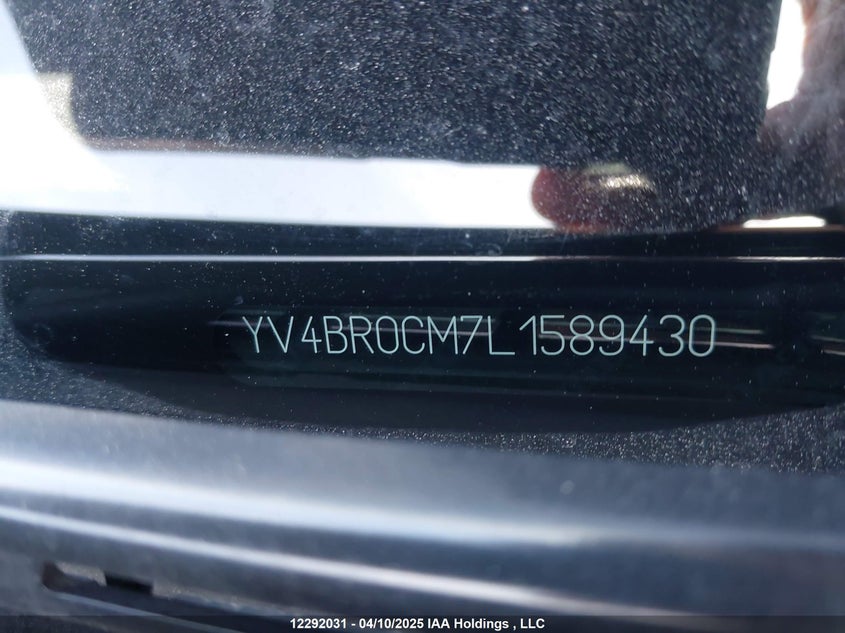 YV4BR0CM7L1589430
12292031 - 04/10/2025 IAA Holdings , LLC